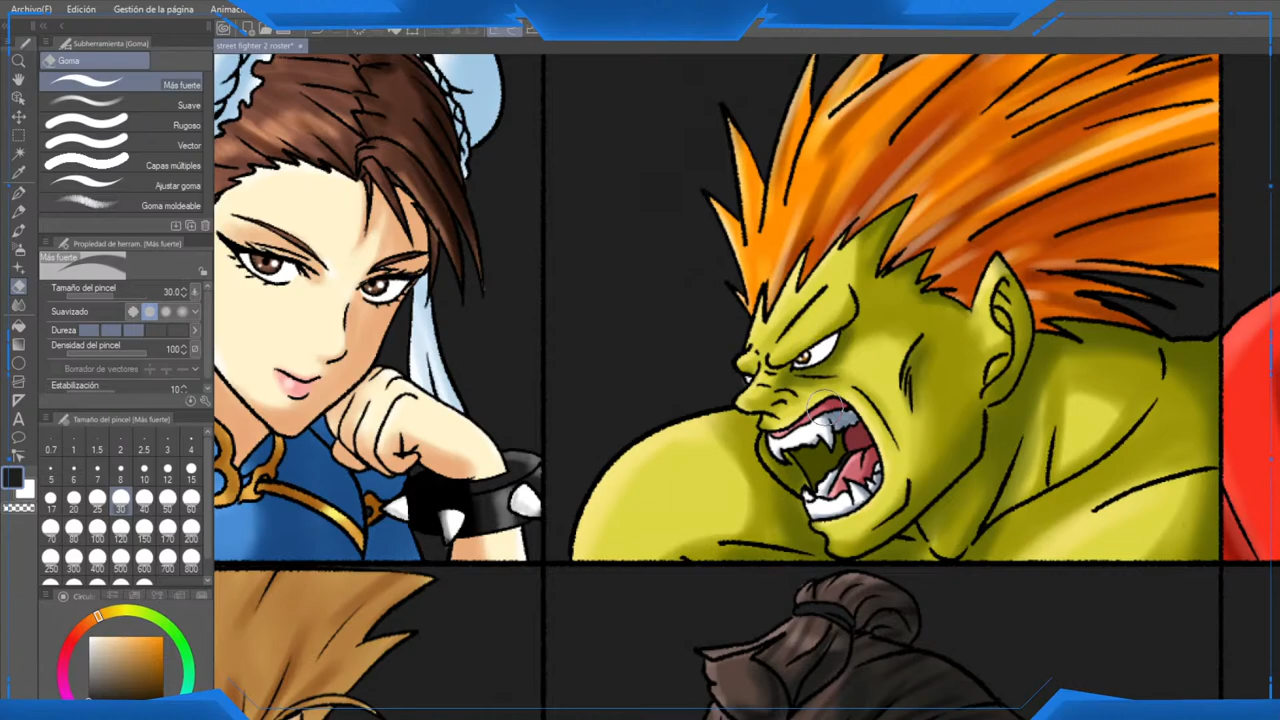 Archivo(F) Edición Gestión de la página Animació
Subherramienta (Goma)
street fighter 2 roster*
Goma
Más fuerte
Suave
Rugoso
Vector
Capas múltiples
Ajustar goma
Goma moldeable
Propiedad de herram. [Más fuerte]
Más fuerte
Tamaño del pincel 30.0
Suavizado
Dureza
Densidad del pincel 100
Borrador de vectores
Estabilización 10
Tamaño del pincel (Más fuerte)
0.7 1 1.5 2 2.5 3 4
5 6 7 8 10 12 15
17 20 25 30 40 50 60
70 80 100 120 150 170 200
250 300 400 500 600 700 800
Círculo